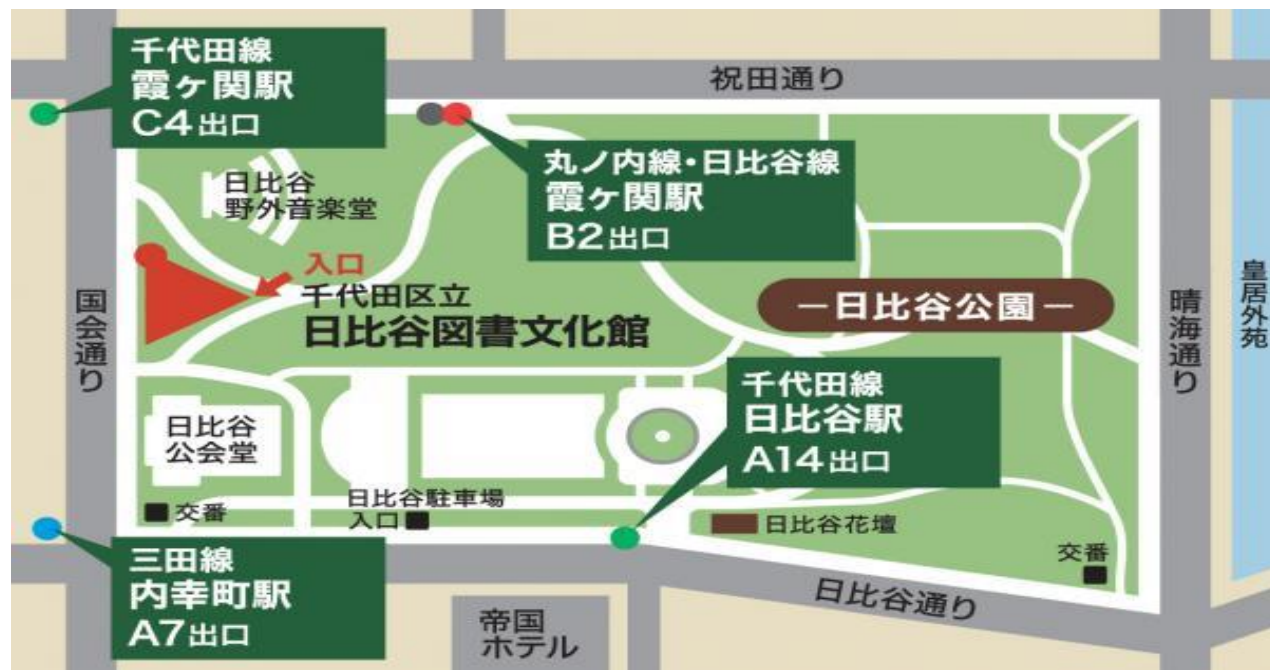 千代田線
霞ヶ関駅
C4出口
祝田通り
丸ノ内線・日比谷線
霞ヶ関駅
B2出口
日比谷
野外音楽堂
入口
千代田区立
日比谷図書文化館
ー日比谷公園ー
国会通り
晴海通り
皇居外苑
千代田線
日比谷駅
A14出口
日比谷
公会堂
交番
日比谷駐車場
入口
日比谷花壇
交番
三田線
内幸町駅
A7出口
帝国
ホテル
日比谷通り